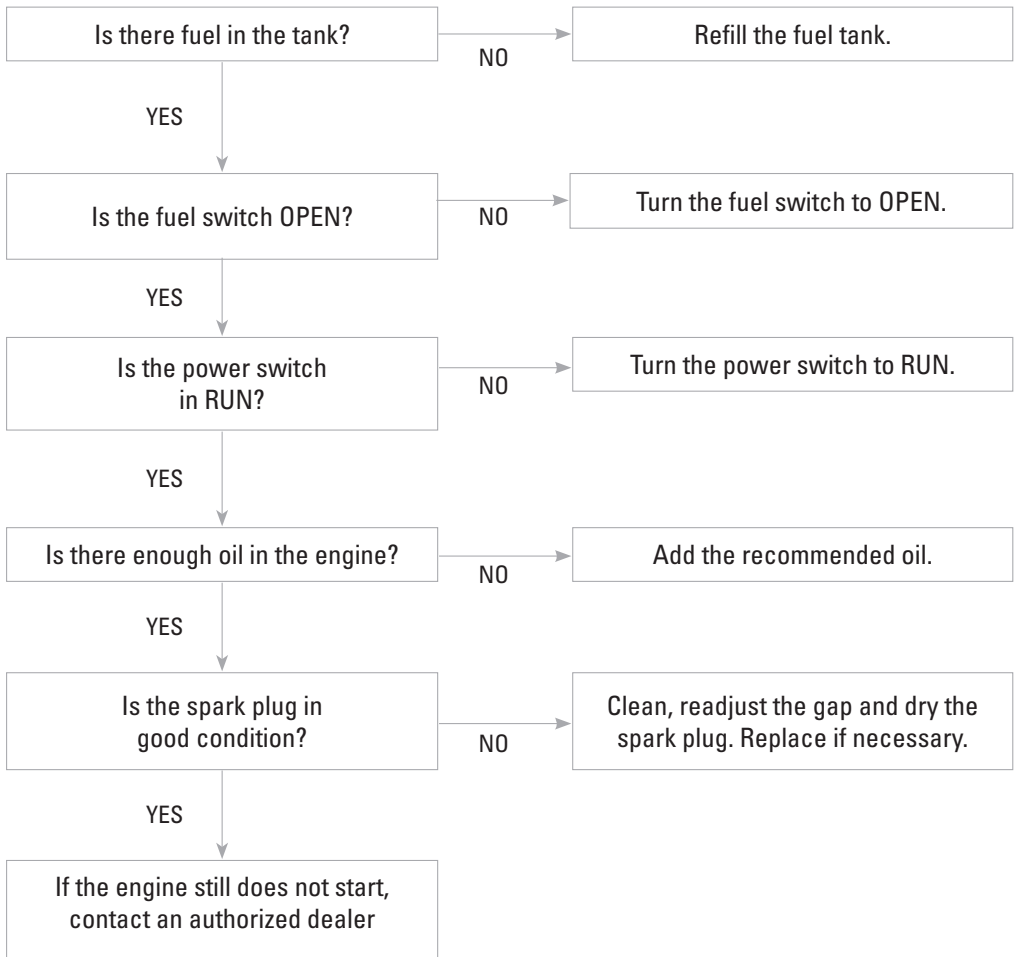 Is there fuel in the tank?
NO
Refill the fuel tank.
YES
Is the fuel switch OPEN?
NO
Turn the fuel switch to OPEN.
YES
Is the power switch
in RUN?
NO
Turn the power switch to RUN.
YES
Is there enough oil in the engine?
NO
Add the recommended oil.
YES
Is the spark plug in
good condition?
NO
Clean, readjust the gap and dry the
spark plug. Replace if necessary.
YES
If the engine still does not start,
contact an authorized dealer